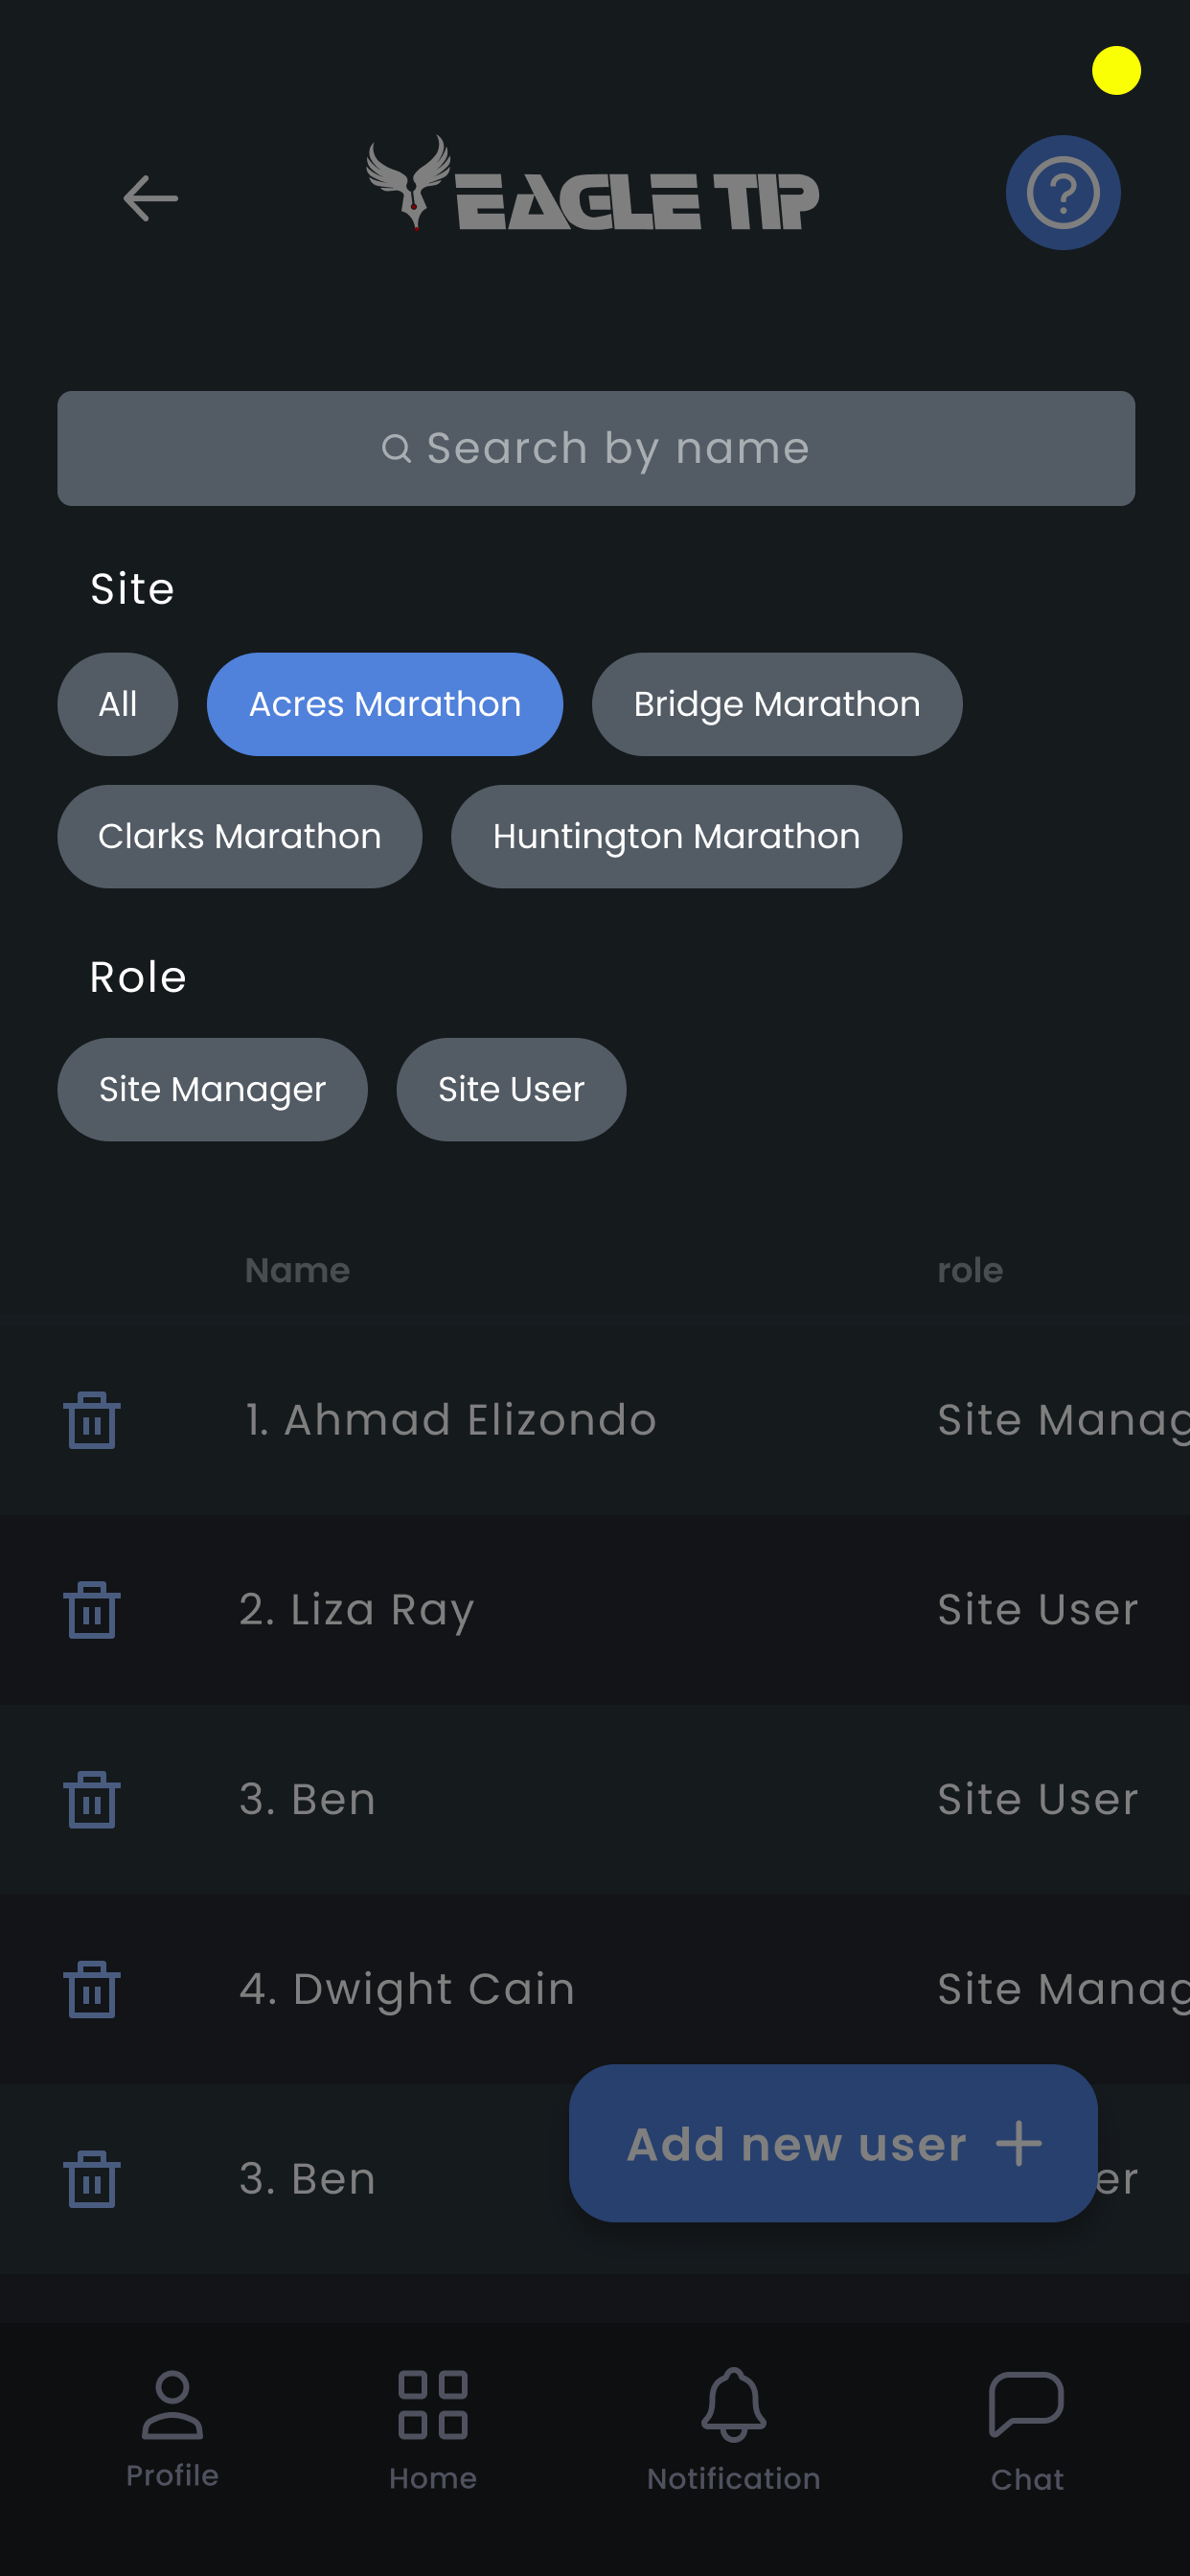 EAGLE TIP
Search by name
Site
All
Acres Marathon
Bridge Marathon
Clarks Marathon
Huntington Marathon
Role
Site Manager
Site User
Name role
1. Ahmad Elizondo Site Manag
2. Liza Ray Site User
3. Ben Site User
4. Dwight Cain Site Manag
Add new user +
3. Ben er
Profile Home Notification Chat